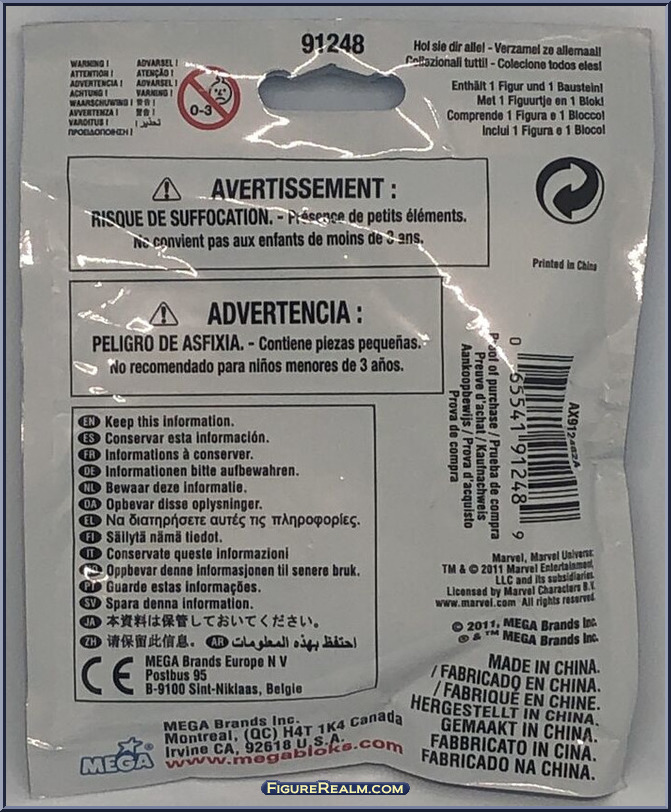 91248
Hol sie dir alle! - Verzamel ze allemaal!
Collezionali tutti! - Colecione todos eles!
WARNING ! ADVARSEL !
ATTENTION ! ATENÇÃO !
ADVERTENCIA ! ADVARSEL !
ACHTUNG ! VARNING !
WAARSCHUWING ! 警告 !
AVVERTENZA ! 警告 !
VAROITUS ! تحذير !
ΠΡΟΕΙΔΟΠΟΙΗΣΗ !
0-3
Enthält 1 Figur und 1 Baustein!
Met 1 Figuurtje en 1 Blok!
Comprende 1 Figura e 1 Blocco!
Inclui 1 Figura e 1 Bloco!
AVERTISSEMENT :
RISQUE DE SUFFOCATION. - Présence de petits éléments.
Ne convient pas aux enfants de moins de 3 ans.
Printed in China
ADVERTENCIA :
PELIGRO DE ASFIXIA. - Contiene piezas pequeñas.
No recomendado para niños menores de 3 años.
Proof of purchase / Prueba de compra
Preuve d'achat / Kaufnachweis
Aankoopbewijs / Prova d'acquisto
Prova de compra
0 65541 91248 9
EN Keep this information.
ES Conservar esta información.
FR Informations à conserver.
DE Informationen bitte aufbewahren.
NL Bewaar deze informatie.
DA Opbevar disse oplysninger.
EL Να διατηρήσετε αυτές τις πληροφορίες.
FI Säilytä nämä tiedot.
IT Conservate queste informazioni
Oppbevar denne informasjonen til senere bruk.
PT Guarde estas informações.
SV Spara denna information.
JA 本資料は保管しておいてください。
ZH 请保留此信息。 AR احتفظ بهذه المعلومات
CE
MEGA Brands Europe N V
Postbus 95
B-9100 Sint-Niklaas, Belgie
Marvel, Marvel Universe:
TM & © 2011 Marvel Entertainment,
LLC and its subsidiaries.
Licensed by Marvel Characters B.V.
www.marvel.com All rights reserved.
© 2011, MEGA Brands Inc.
® & ™ MEGA Brands Inc.
MADE IN CHINA.
/ FABRICADO EN CHINA.
/ FABRIQUÉ EN CHINE.
HERGESTELLT IN CHINA.
GEMAAKT IN CHINA.
FABBRICATO IN CINA.
FABRICADO NA CHINA.
MEGA
MEGA Brands Inc.
Montreal, (QC) H4T 1K4 Canada
Irvine CA, 92618 U.S.A.
www.megabloks.com
FIGUREREALM.COM